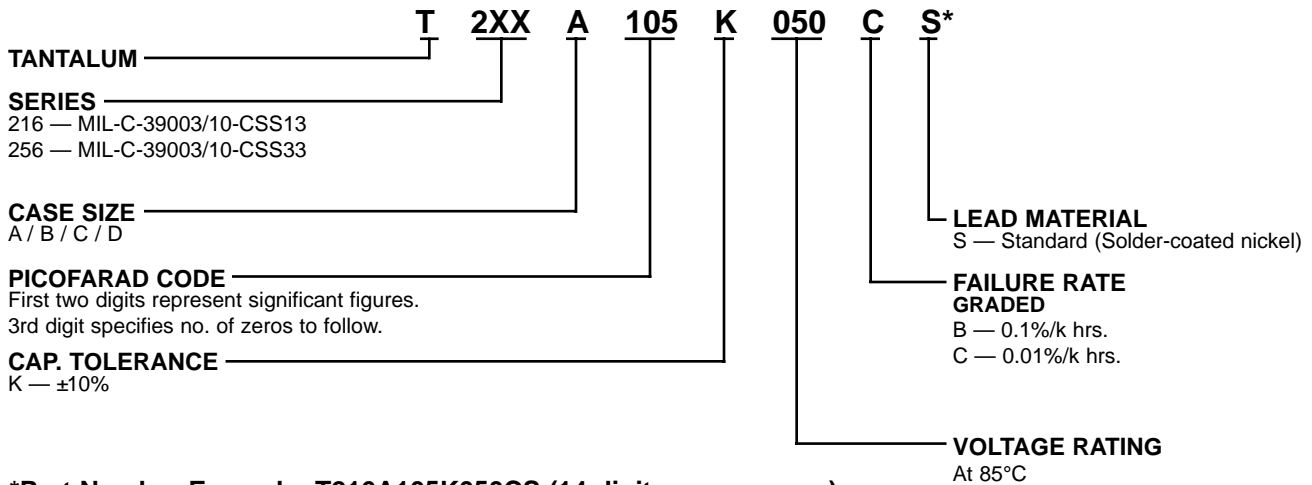 T 2XX A 105 K 050 C S*
TANTALUM
SERIES
216 — MIL-C-39003/10-CSS13
256 — MIL-C-39003/10-CSS33
CASE SIZE
A / B / C / D
PICOFARAD CODE
First two digits represent significant figures.
3rd digit specifies no. of zeros to follow.
CAP. TOLERANCE
K — ±10%
LEAD MATERIAL
S — Standard (Solder-coated nickel)
FAILURE RATE
GRADED
B — 0.1%/k hrs.
C — 0.01%/k hrs.
VOLTAGE RATING
At 85°C